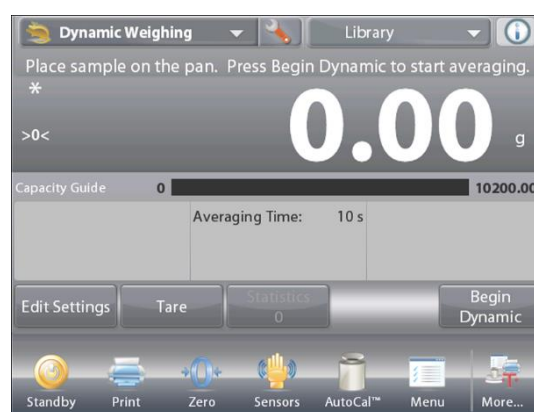 Dynamic Weighing Library
Place sample on the pan. Press Begin Dynamic to start averaging.
*
>0<
0.00 g
Capacity Guide 0 10200.00
Averaging Time: 10 s
Edit Settings Tare Statistics 0 Begin Dynamic
Standby Print Zero Sensors AutoCal™ Menu More...